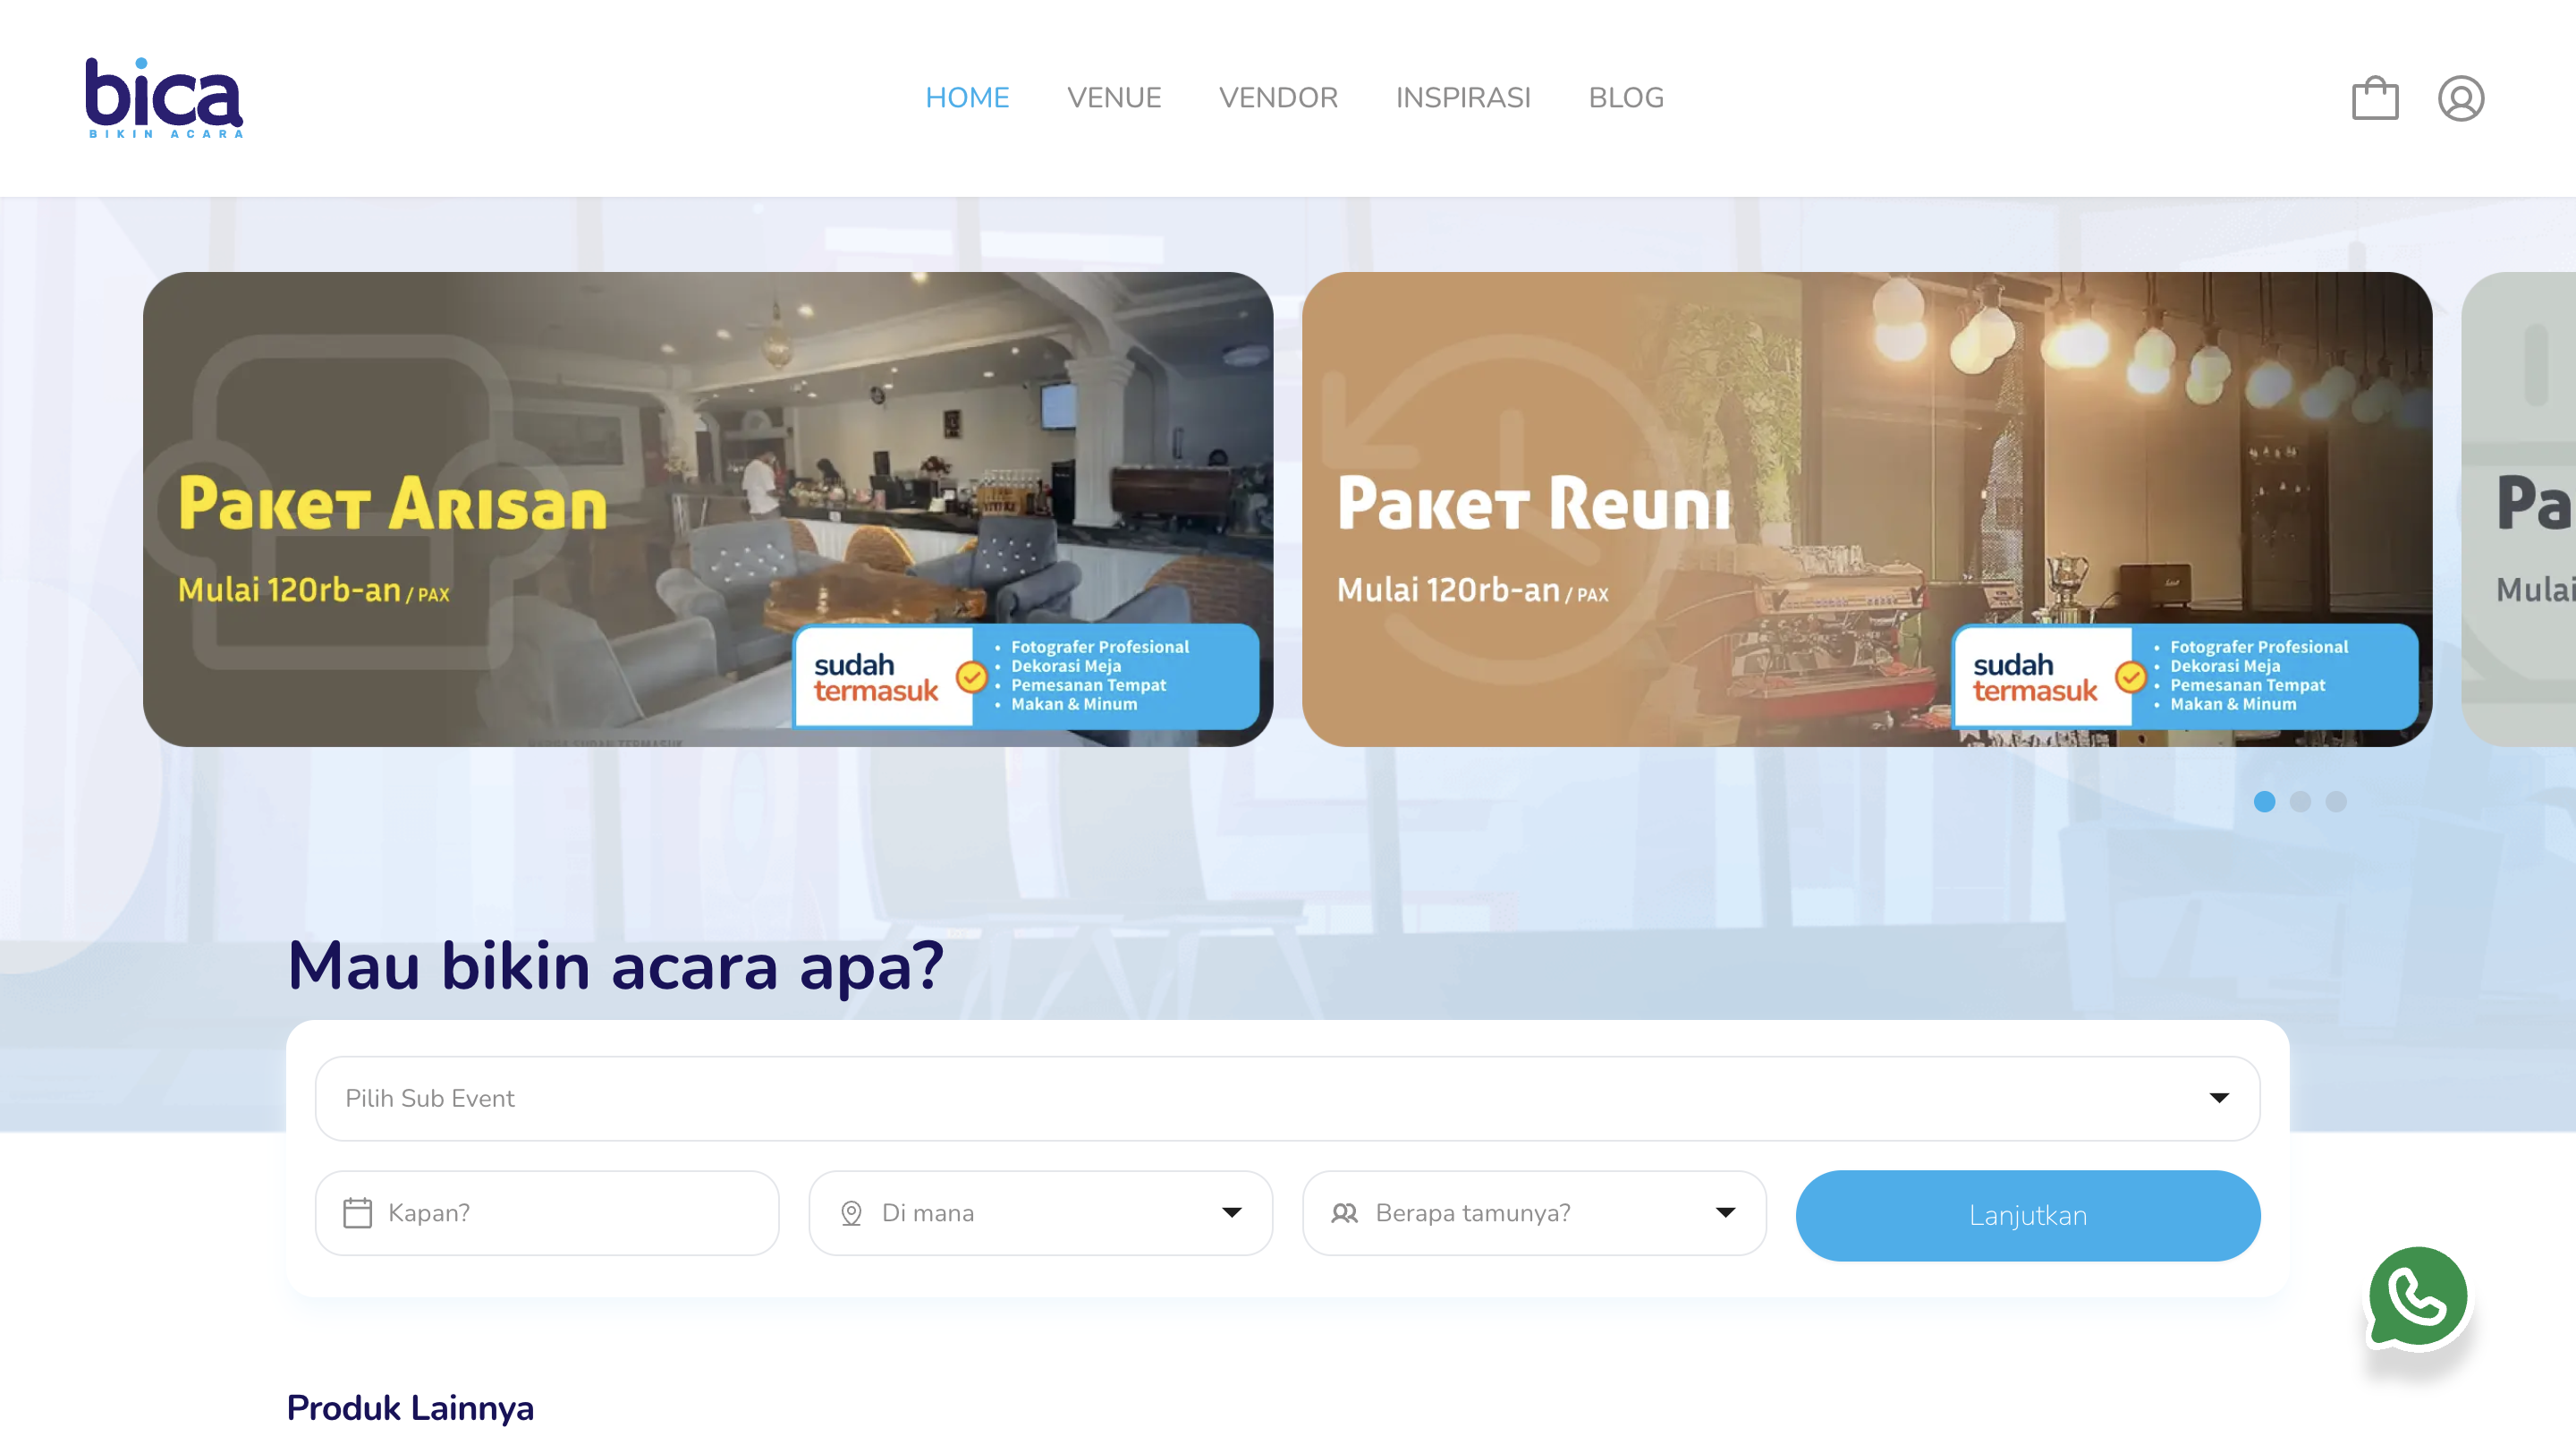 bica
BIKIN ACARA
HOME
VENUE
VENDOR
INSPIRASI
BLOG
Paket Arisan
Mulai 120rb-an / PAX
sudah
termasuk
• Fotografer Profesional
• Dekorasi Meja
• Pemesanan Tempat
• Makan & Minum
Paket Reuni
Mulai 120rb-an / PAX
sudah
termasuk
• Fotografer Profesional
• Dekorasi Meja
• Pemesanan Tempat
• Makan & Minum
Pa
Mulai
Mau bikin acara apa?
Pilih Sub Event
Kapan?
Di mana
Berapa tamunya?
Lanjutkan
Produk Lainnya